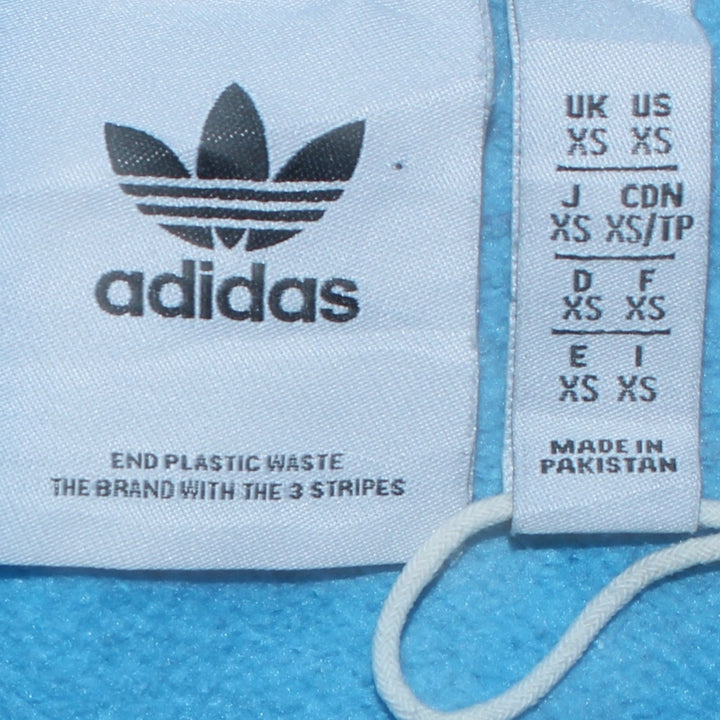 adidas
END PLASTIC WASTE
THE BRAND WITH THE 3 STRIPES
UK US
XS XS
J CDN
XS XS/TP
D F
XS XS
E I
XS XS
MADE IN
PAKISTAN